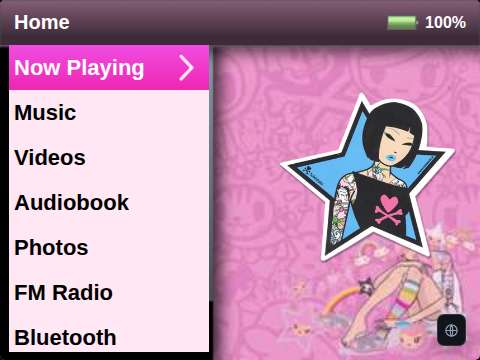 Home
100%
Now Playing
Music
Videos
Audiobook
Photos
FM Radio
Bluetooth